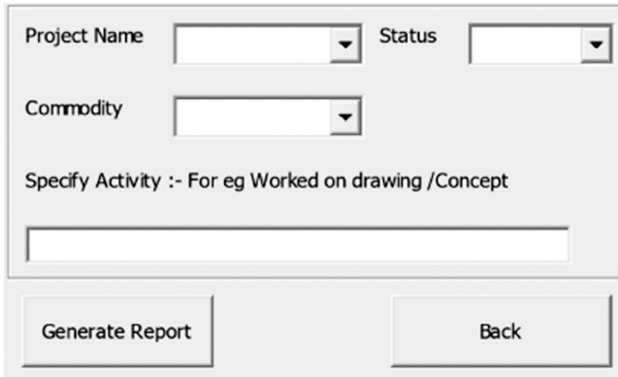 Project Name Status
Commodity
Specify Activity :- For eg Worked on drawing /Concept
Generate Report Back